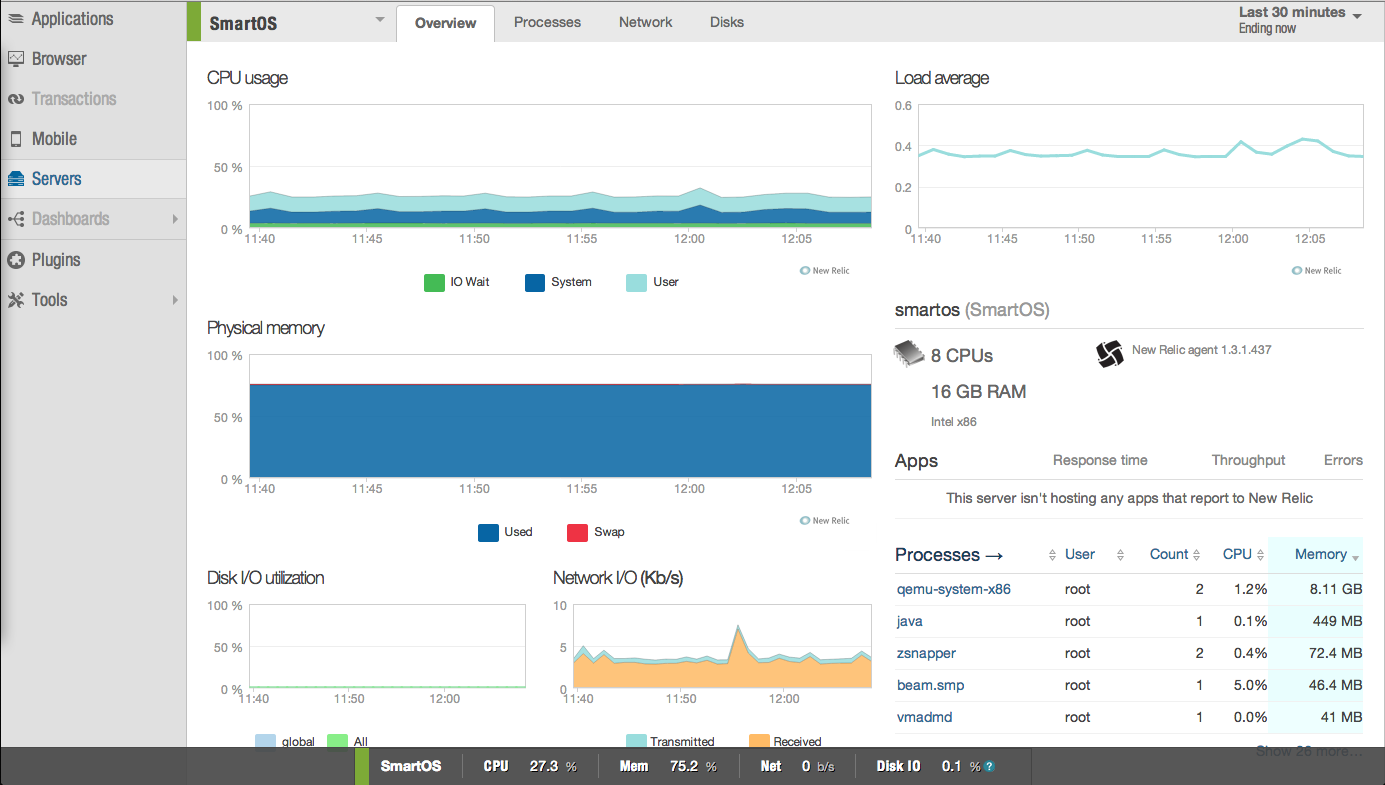 Applications
Browser
Transactions
Mobile
Servers
Dashboards
Plugins
Tools
SmartOS
Overview
Processes
Network
Disks
Last 30 minutes
Ending now
CPU usage
100 %
50 %
0 %
11:40 11:45 11:50 11:55 12:00 12:05
IO Wait System User
New Relic
Load average
0.6
0.4
0.2
0
11:40 11:45 11:50 11:55 12:00 12:05
New Relic
Physical memory
100 %
50 %
0 %
11:40 11:45 11:50 11:55 12:00 12:05
Used Swap
New Relic
smartos (SmartOS)
8 CPUs
16 GB RAM
Intel x86
New Relic agent 1.3.1.437
Apps Response time Throughput Errors
This server isn't hosting any apps that report to New Relic
Processes → User Count CPU Memory
qemu-system-x86 root 2 1.2% 8.11 GB
java root 1 0.1% 449 MB
zsnapper root 2 0.4% 72.4 MB
beam.smp root 1 5.0% 46.4 MB
vmadmd root 1 0.0% 41 MB
Show 26 more...
Disk I/O utilization
100 %
50 %
0 %
11:40 11:50 12:00
global All
Network I/O (Kb/s)
10
5
0
11:40 11:50 12:00
Transmitted Received
SmartOS CPU 27.3 % Mem 75.2 % Net 0 b/s Disk IO 0.1 % ?